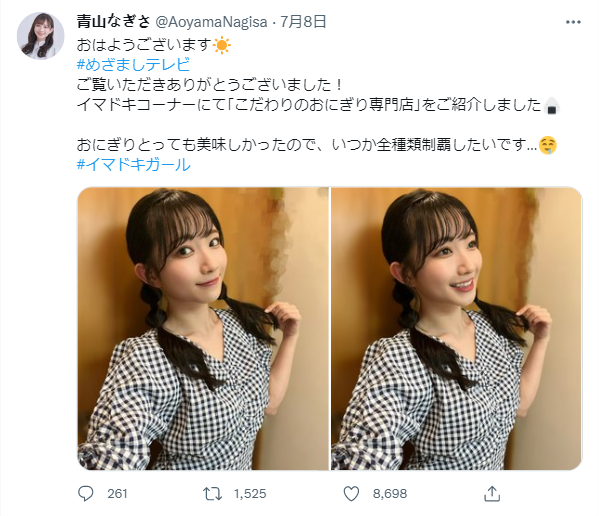 青山なぎさ @AoyamaNagisa · 7月8日
おはようございます☀️
#めざましテレビ
ご覧いただきありがとうございました！
イマドキコーナーにて｢こだわりのおにぎり専門店｣をご紹介しました🍙
おにぎりとっても美味しかったので、いつか全種類制覇したいです...🤤
#イマドキガール
261 1,525 8,698